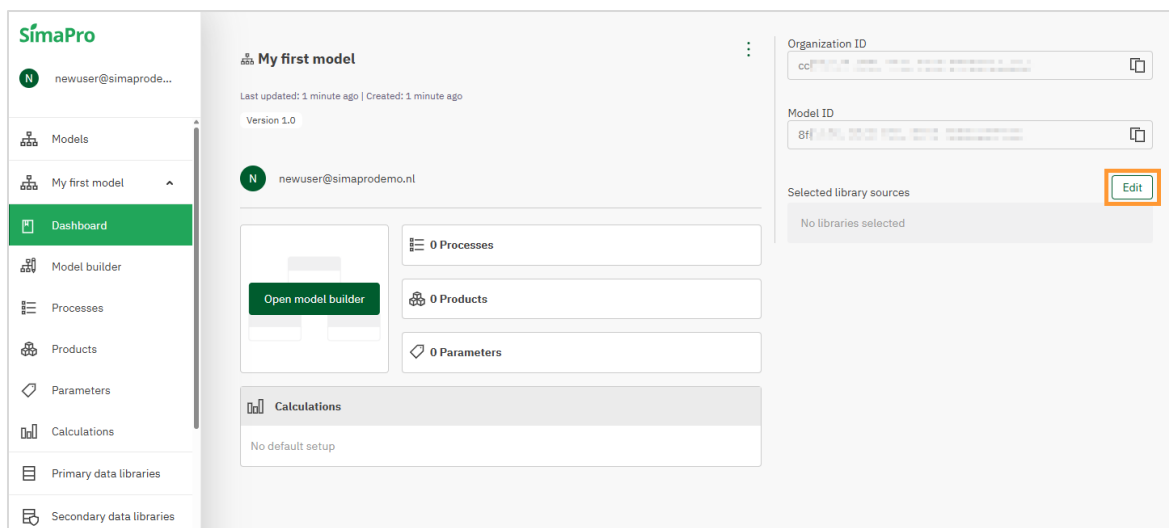 SimaPro
N newuser@simaprode...
Models
My first model
Dashboard
Model builder
Processes
Products
Parameters
Calculations
Primary data libraries
Secondary data libraries
My first model
Last updated: 1 minute ago | Created: 1 minute ago
Version 1.0
N newuser@simaprodemo.nl
Open model builder
0 Processes
0 Products
0 Parameters
Calculations
No default setup
Organization ID
Model ID
Selected library sources
Edit
No libraries selected